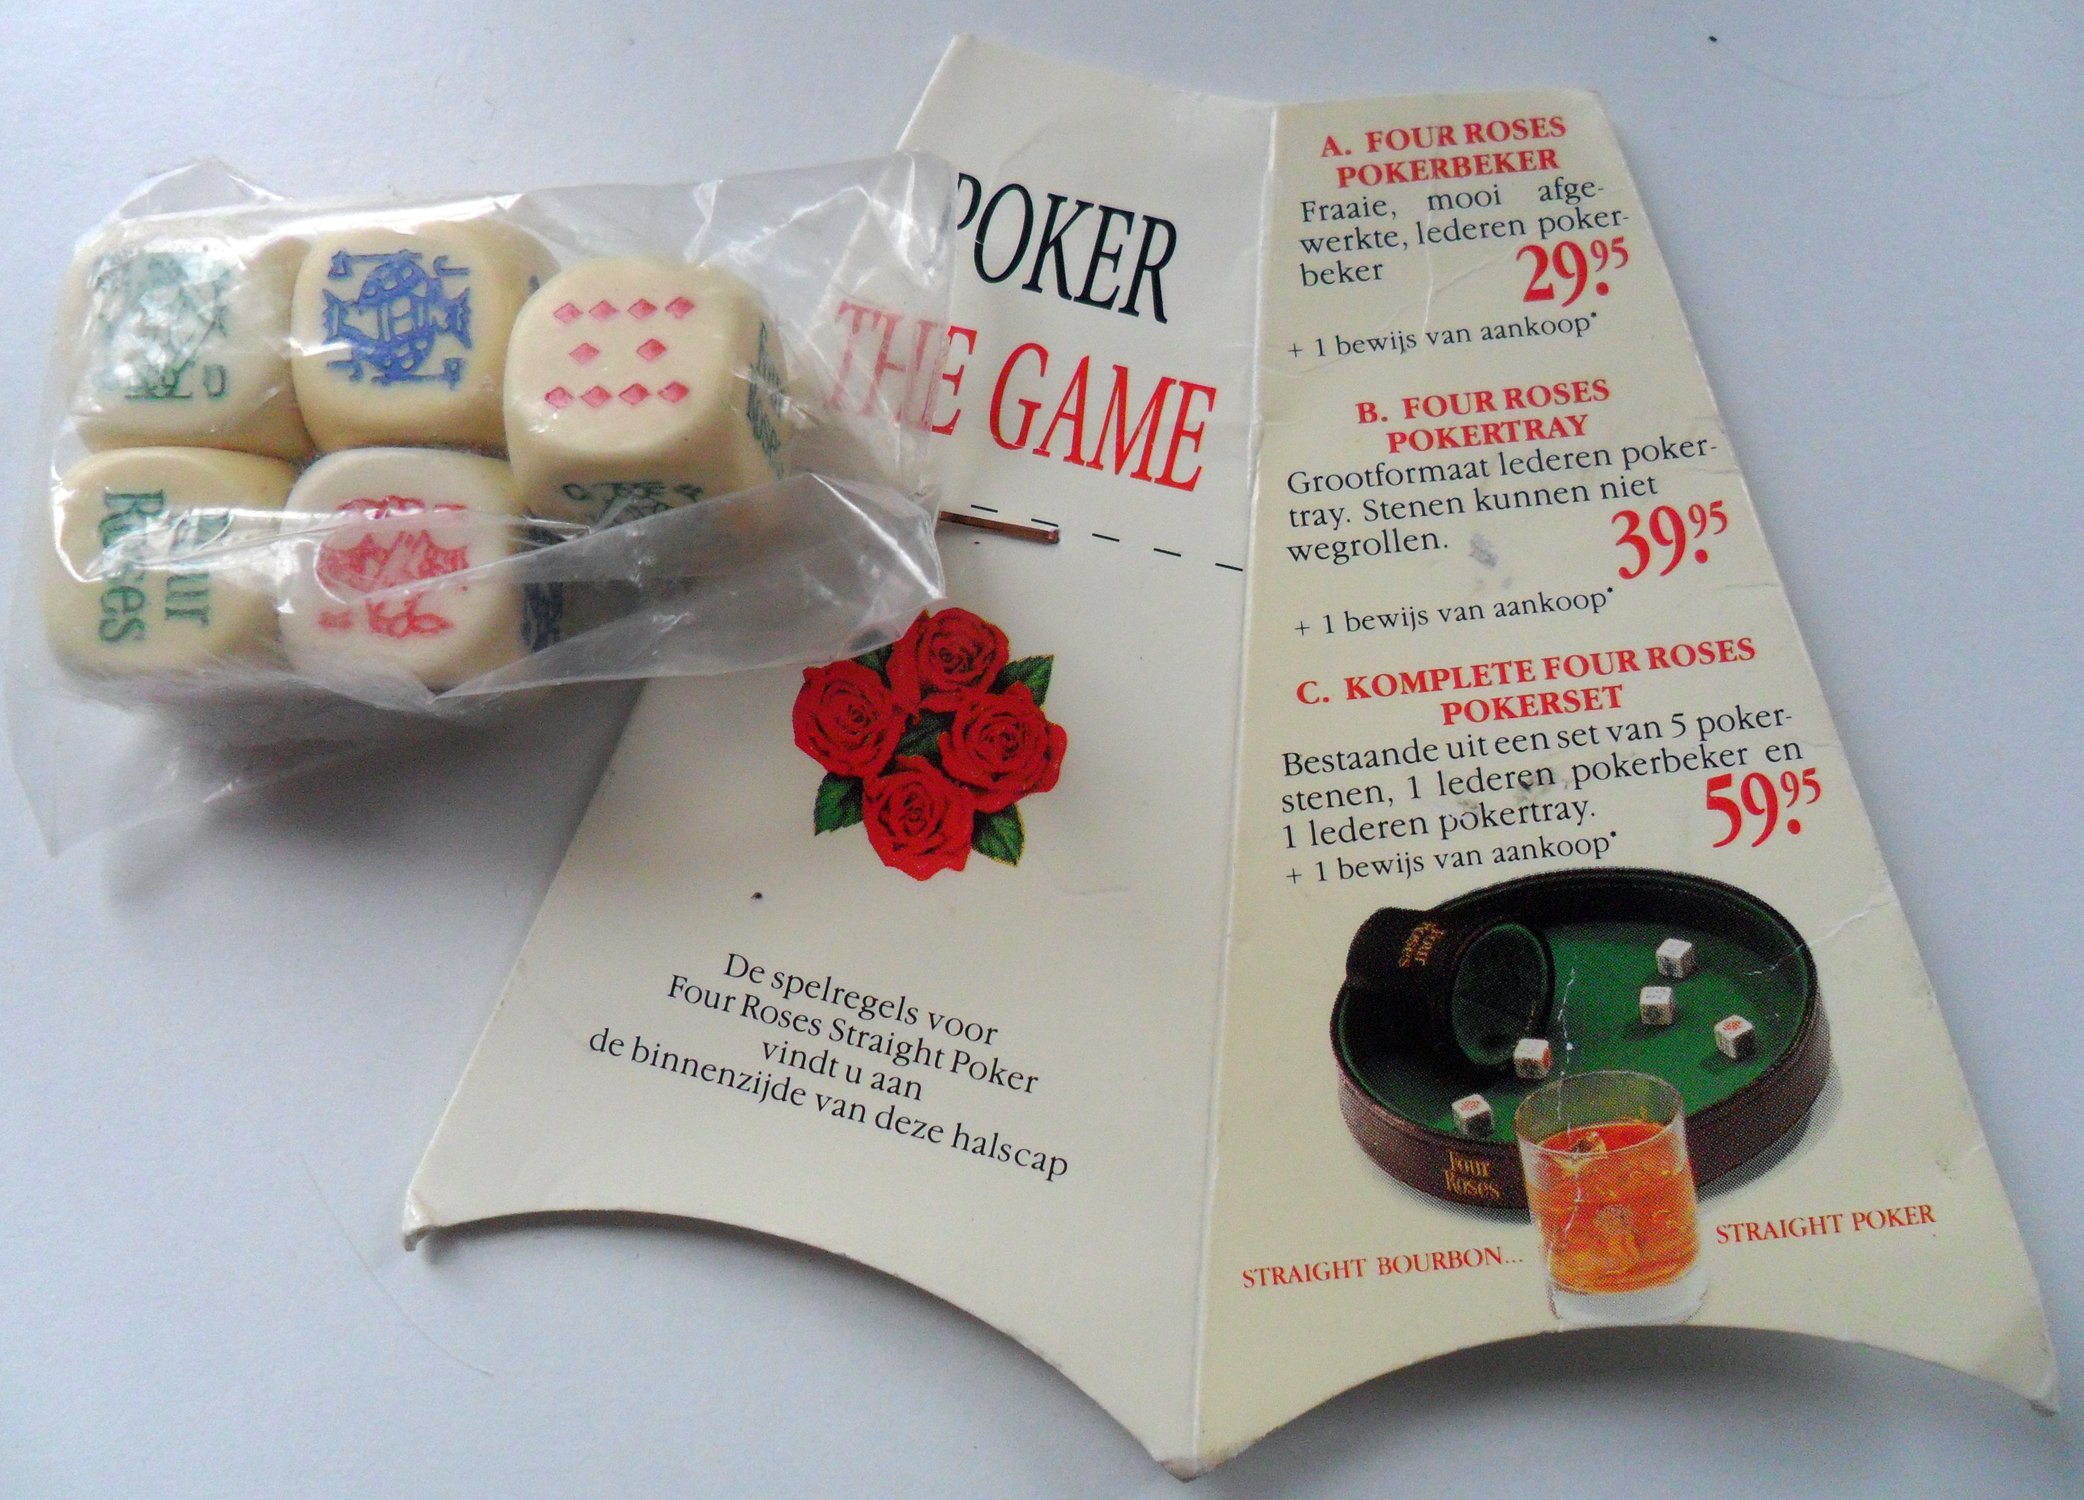 Four
Roses
POKER
THE GAME
De spelregels voor
Four Roses Straight Poker
vindt u aan
de binnenzijde van deze halscap
A. FOUR ROSES
POKERBEKER
Fraaie, mooi afge-
werkte, lederen poker-
beker
29.95
+ 1 bewijs van aankoop*
B. FOUR ROSES
POKERTRAY
Grootformaat lederen poker-
tray. Stenen kunnen niet
wegrollen.
39.95
+ 1 bewijs van aankoop*
C. KOMPLETE FOUR ROSES
POKERSET
Bestaande uit een set van 5 poker-
stenen, 1 lederen pokerbeker en
1 lederen pokertray.
59.95
+ 1 bewijs van aankoop*
Four
Roses
Four
Roses
STRAIGHT BOURBON...
STRAIGHT POKER